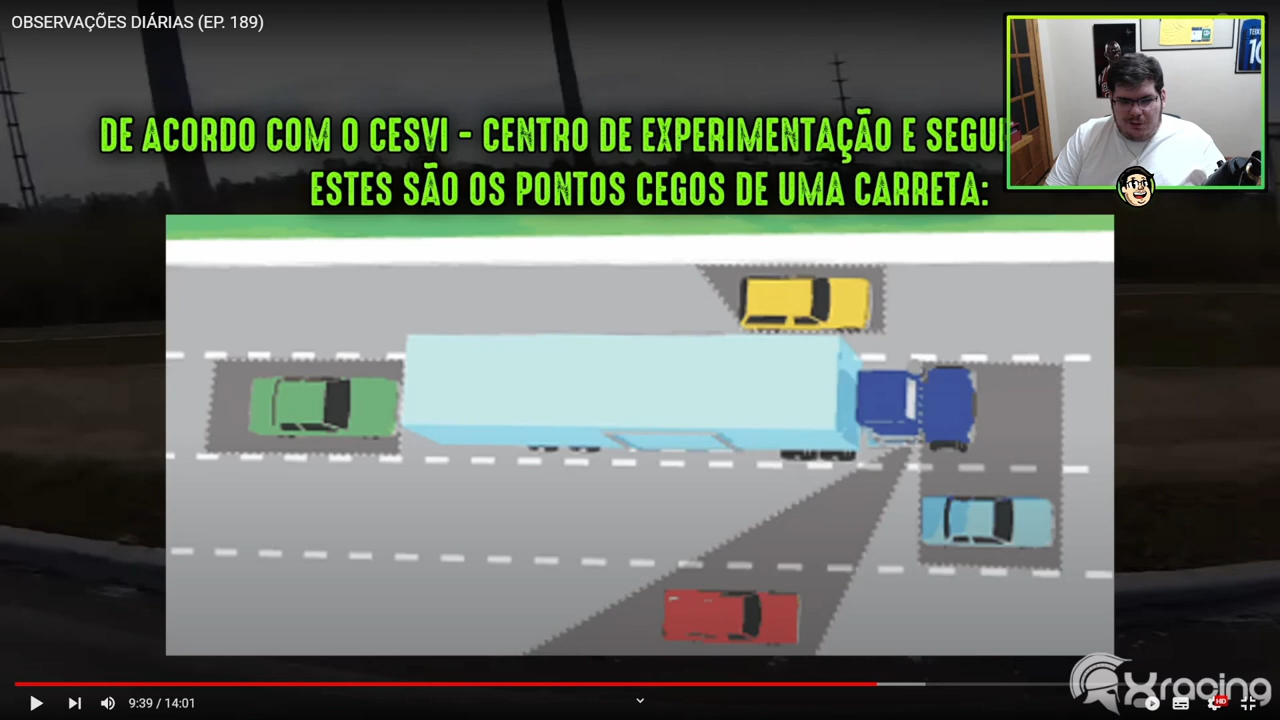 OBSERVAÇÕES DIÁRIAS (EP. 189)
DE ACORDO COM O CESVI - CENTRO DE EXPERIMENTAÇÃO E
ESTES SÃO OS PONTOS CEGOS DE UMA CARRETA:
9:39 / 14:01
HD
Xracing